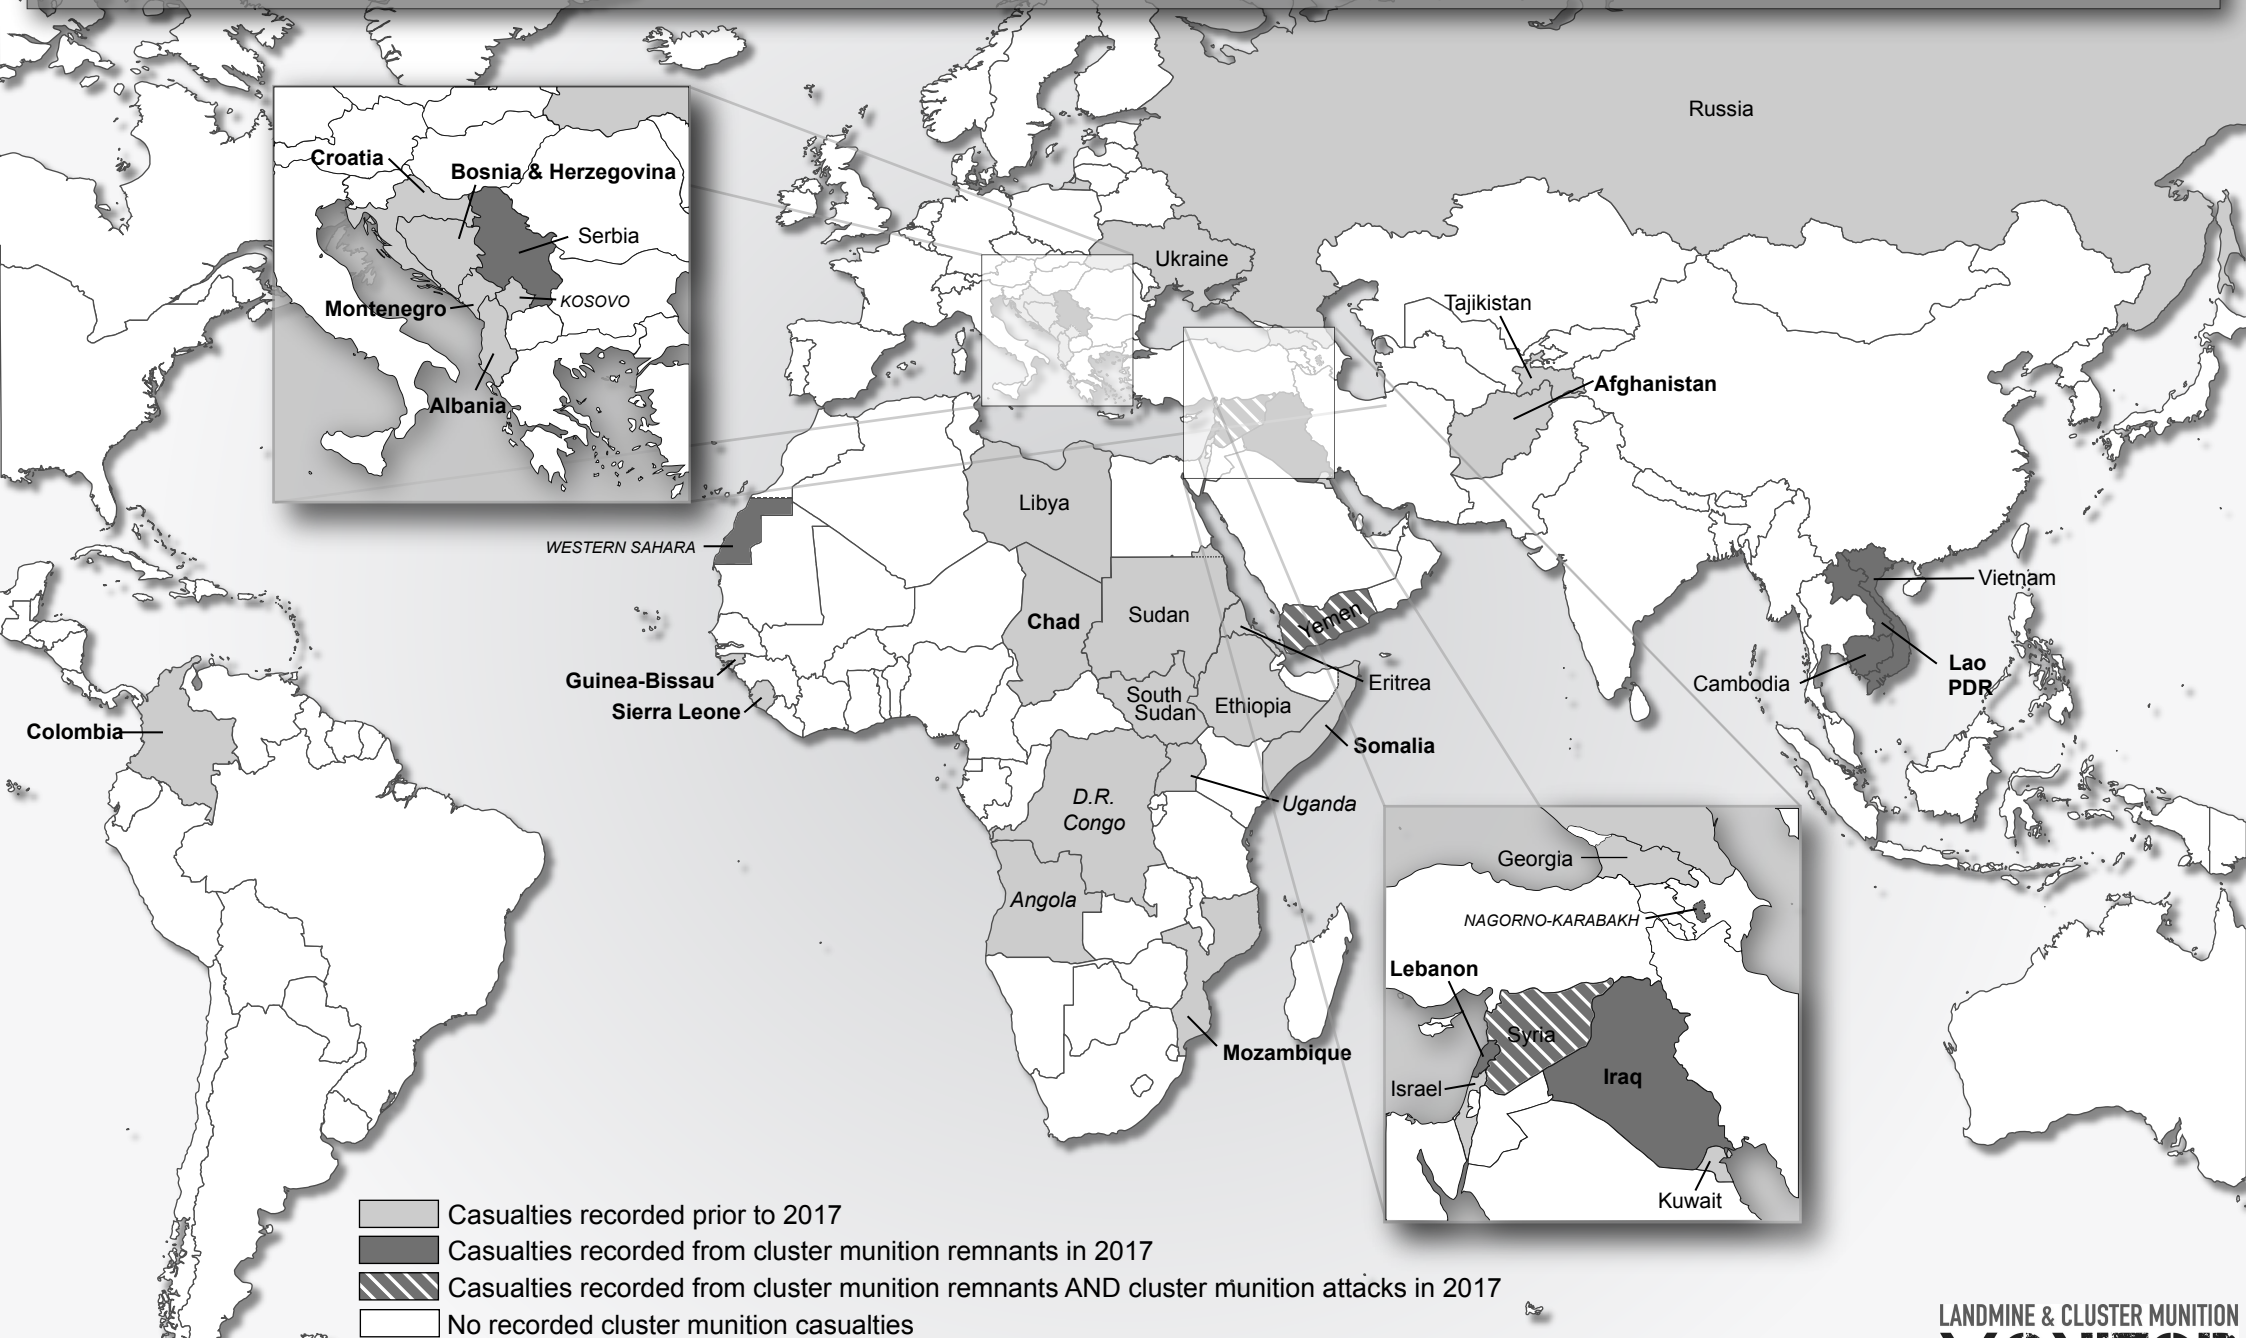 Russia
Croatia
Bosnia & Herzegovina
Serbia
KOSOVO
Montenegro
Albania
Ukraine
Tajikistan
Afghanistan
Libya
WESTERN SAHARA
Chad
Sudan
Yemen
Vietnam
Guinea-Bissau
Sierra Leone
South
Sudan
Ethiopia
Eritrea
Cambodia
Lao
PDR
Colombia
Somalia
D.R.
Congo
Uganda
Angola
Mozambique
Georgia
NAGORNO-KARABAKH
Lebanon
Syria
Iraq
Israel
Kuwait
Casualties recorded prior to 2017
Casualties recorded from cluster munition remnants in 2017
Casualties recorded from cluster munition remnants AND cluster munition attacks in 2017
No recorded cluster munition casualties
LANDMINE & CLUSTER MUNITION